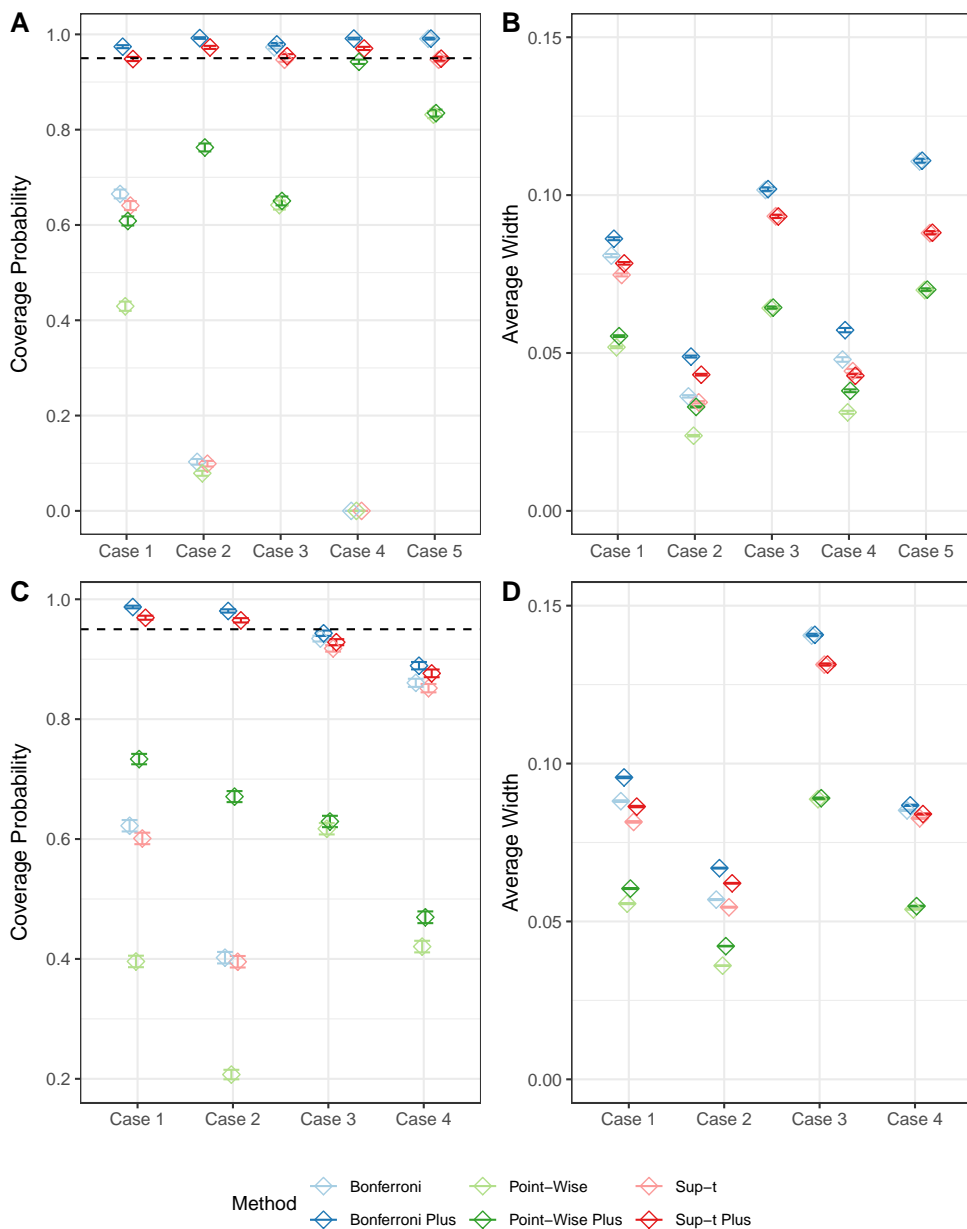 A
Coverage Probability
1.0
0.8
0.6
0.4
0.2
0.0
Case 1 Case 2 Case 3 Case 4 Case 5
B
Average Width
0.15
0.10
0.05
0.00
Case 1 Case 2 Case 3 Case 4 Case 5
C
Coverage Probability
1.0
0.8
0.6
0.4
0.2
Case 1 Case 2 Case 3 Case 4
D
Average Width
0.15
0.10
0.05
0.00
Case 1 Case 2 Case 3 Case 4
Method
Bonferroni Point-Wise Sup-t
Bonferroni Plus Point-Wise Plus Sup-t Plus